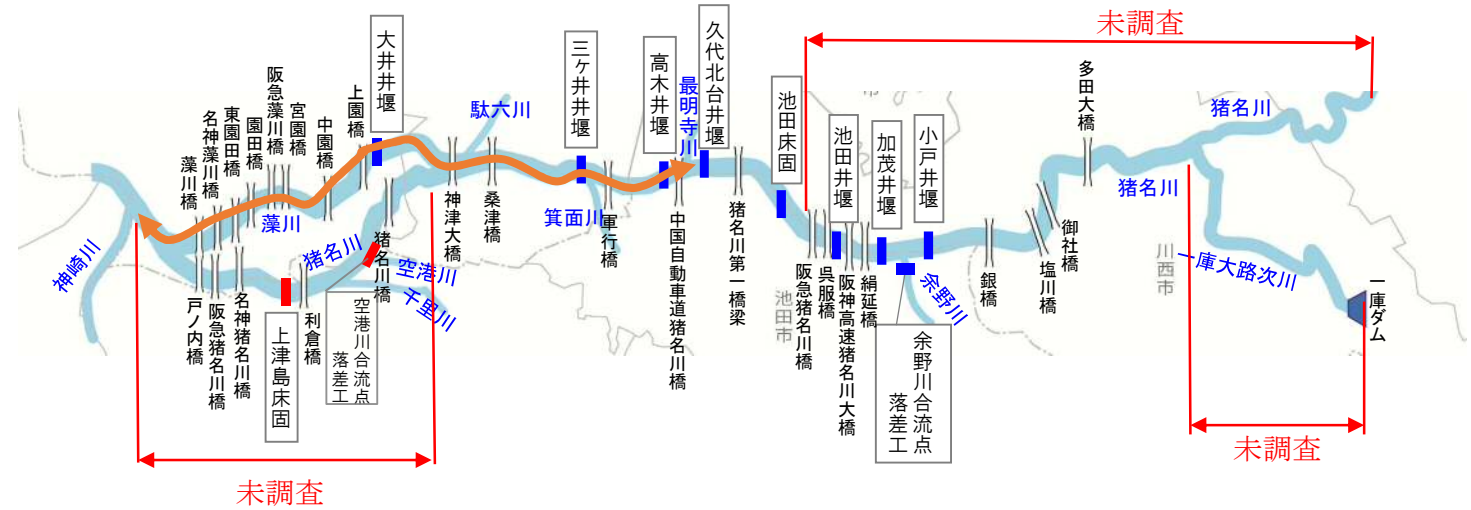 未調査
大井井堰
三ケ井井堰
高木井堰
久代北台井堰
池田床固
池田井堰
加茂井堰
小戸井堰
多田大橋
猪名川
藻川橋
名神藻川橋
東園田橋
園田橋
阪急藻川橋
宮園橋
中園橋
上園橋
駄六川
最明寺川
藻川
神崎川
猪名川
猪名川橋
空港川
千里川
神津大橋
桑津橋
箕面川
軍行橋
中国自動車道猪名川橋
猪名川第一橋梁
池田市
阪急猪名川橋
呉服橋
阪神高速猪名川大橋
絹延橋
余野川
銀橋
塩川橋
御社橋
猪名川
川西市
一庫大路次川
一庫ダム
戸ノ内橋
阪急猪名川橋
名神猪名川橋
上津島床固
利倉橋
空港川合流点
落差工
余野川合流点
落差工
未調査
未調査